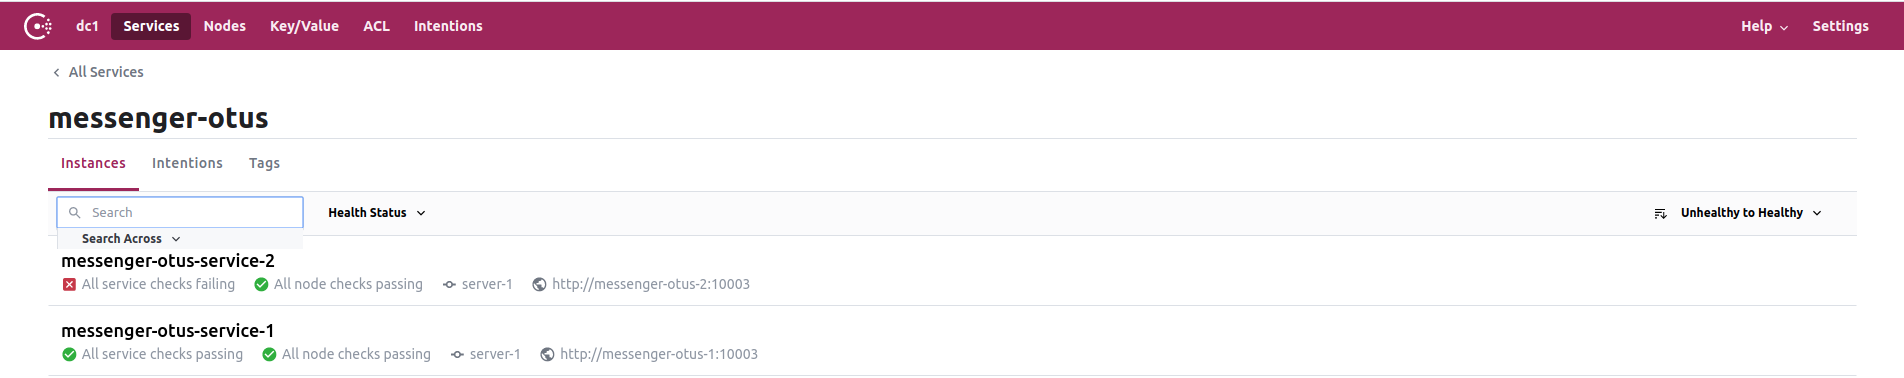 dc1 Services Nodes Key/Value ACL Intentions Help Settings
All Services
messenger-otus
Instances Intentions Tags
Search Health Status Unhealthy to Healthy
Search Across
messenger-otus-service-2
All service checks failing All node checks passing server-1 http://messenger-otus-2:10003
messenger-otus-service-1
All service checks passing All node checks passing server-1 http://messenger-otus-1:10003